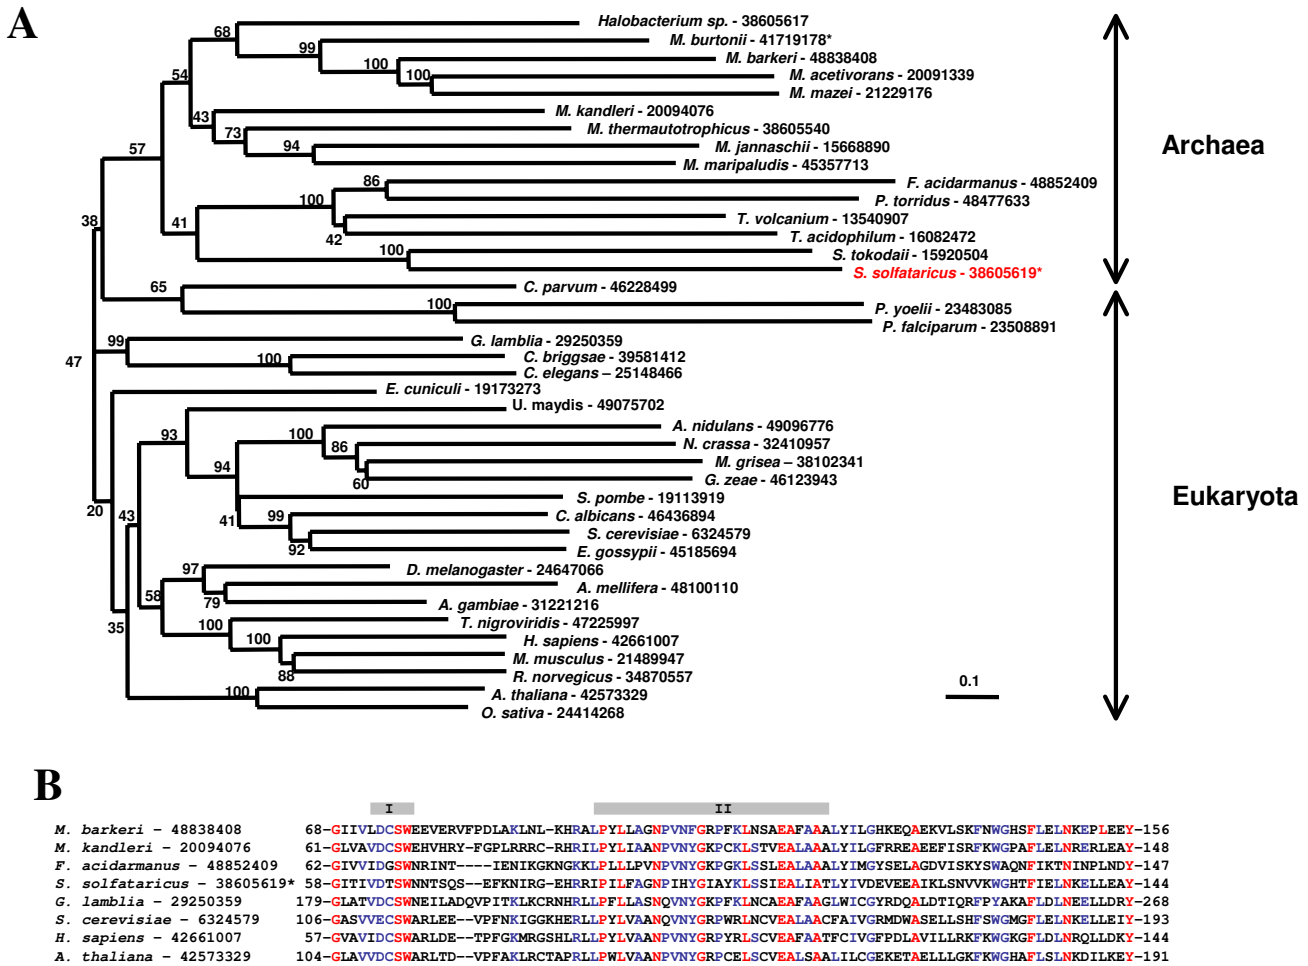 A
Halobacterium sp. - 38605617
68
M. burtonii - 41719178*
99
M. barkeri - 48838408
100
M. acetivorans - 20091339
100
M. mazei - 21229176
54
M. kandleri - 20094076
43
M. thermautotrophicus - 38605540
73
M. jannaschii - 15668890
94
M. maripaludis - 45357713
57
Archaea
F. acidarmanus - 48852409
86
P. torridus - 48477633
100
T. volcanium - 13540907
41
42
T. acidophilum - 16082472
38
S. tokodaii - 15920504
100
S. solfataricus - 38605619*
C. parvum - 46228499
65
P. yoelii - 23483085
100
P. falciparum - 23508891
G. lamblia - 29250359
99
C. briggsae - 39581412
100
C. elegans – 25148466
47
E. cuniculi - 19173273
U. maydis - 49075702
93
A. nidulans - 49096776
100
N. crassa - 32410957
86
M. grisea – 38102341
94
G. zeae - 46123943
60
Eukaryota
S. pombe - 19113919
20
43
41
C. albicans - 46436894
99
S. cerevisiae - 6324579
92
E. gossypii - 45185694
D. melanogaster - 24647066
97
A. mellifera - 48100110
58
79
A. gambiae - 31221216
T. nigroviridis - 47225997
35
100
H. sapiens - 42661007
100
M. musculus - 21489947
88
R. norvegicus - 34870557
0.1
A. thaliana - 42573329
100
O. sativa - 24414268
B
I II
M. barkeri – 48838408 68–GIIVLDCSWEEVERVFPDLAKLNL-KHRALPYLLAGNPVNFGRPFKLNSAEAFAAALYILGHKEQAEKVLSKFNWGHSFLELNKEPLEEY–156
M. kandleri – 20094076 61–GLVAVDCSWEHVHRY-FGPLRRRC-RHRILPYLIAANPVNYGKPCKLSTVEALAAALYIFGFRREAEEFISRFKWGPAFLELNRERLEAY–148
F. acidarmanus – 48852409 62–GIVVIDCSWNRINT----IENIKGKNGKKLPLLLPVNPVNYGKPGKLSSLEALAAALYIMGYSELAGDVISKYSWAQNFIKTNINPLNDY–147
S. solfataricus – 38605619* 58–GITIVDTSWNNTSQS--EFKNIRG-EHRRIPILFAGNPIHYGIAYKLSSIEALIATLYIVDEVEEAIKLSNVVKWGHTFIELNKELLEAY–144
G. lamblia – 29250359 179–GLATVDCSWNEILADQVPITKLKCRNHRLLPFLLASNQVNYGKPFKLNCAEAFAAGLWICGYRDQALDTIQRFPYAKAFLDLNEELLDRY–268
S. cerevisiae – 6324579 106–GASVVECSWARLEE--VPFNKIGGKHERLLPYLVAANQVNYGRPWRLNCVEALAACFAIVGRMDWASELLSHFSWGMGFLELNKELLEIY–193
H. sapiens – 42661007 57–GVAVIDCSWARLDE--TPFGKMRGSHLRLLPYLVAANPVNYGRPYRLSCVEAFAATFCIVGFPDLAVILLRKFKWGKGFLDLNRQLLDKY–144
A. thaliana – 42573329 104–GLAVVDCSWARLTD-VPFAKLRCTAPRLLPWLVAANPVNYGRPCELSCVEALSAALILCGEKETAELLLGKFKWGHAFLSLNKDILKEY–191